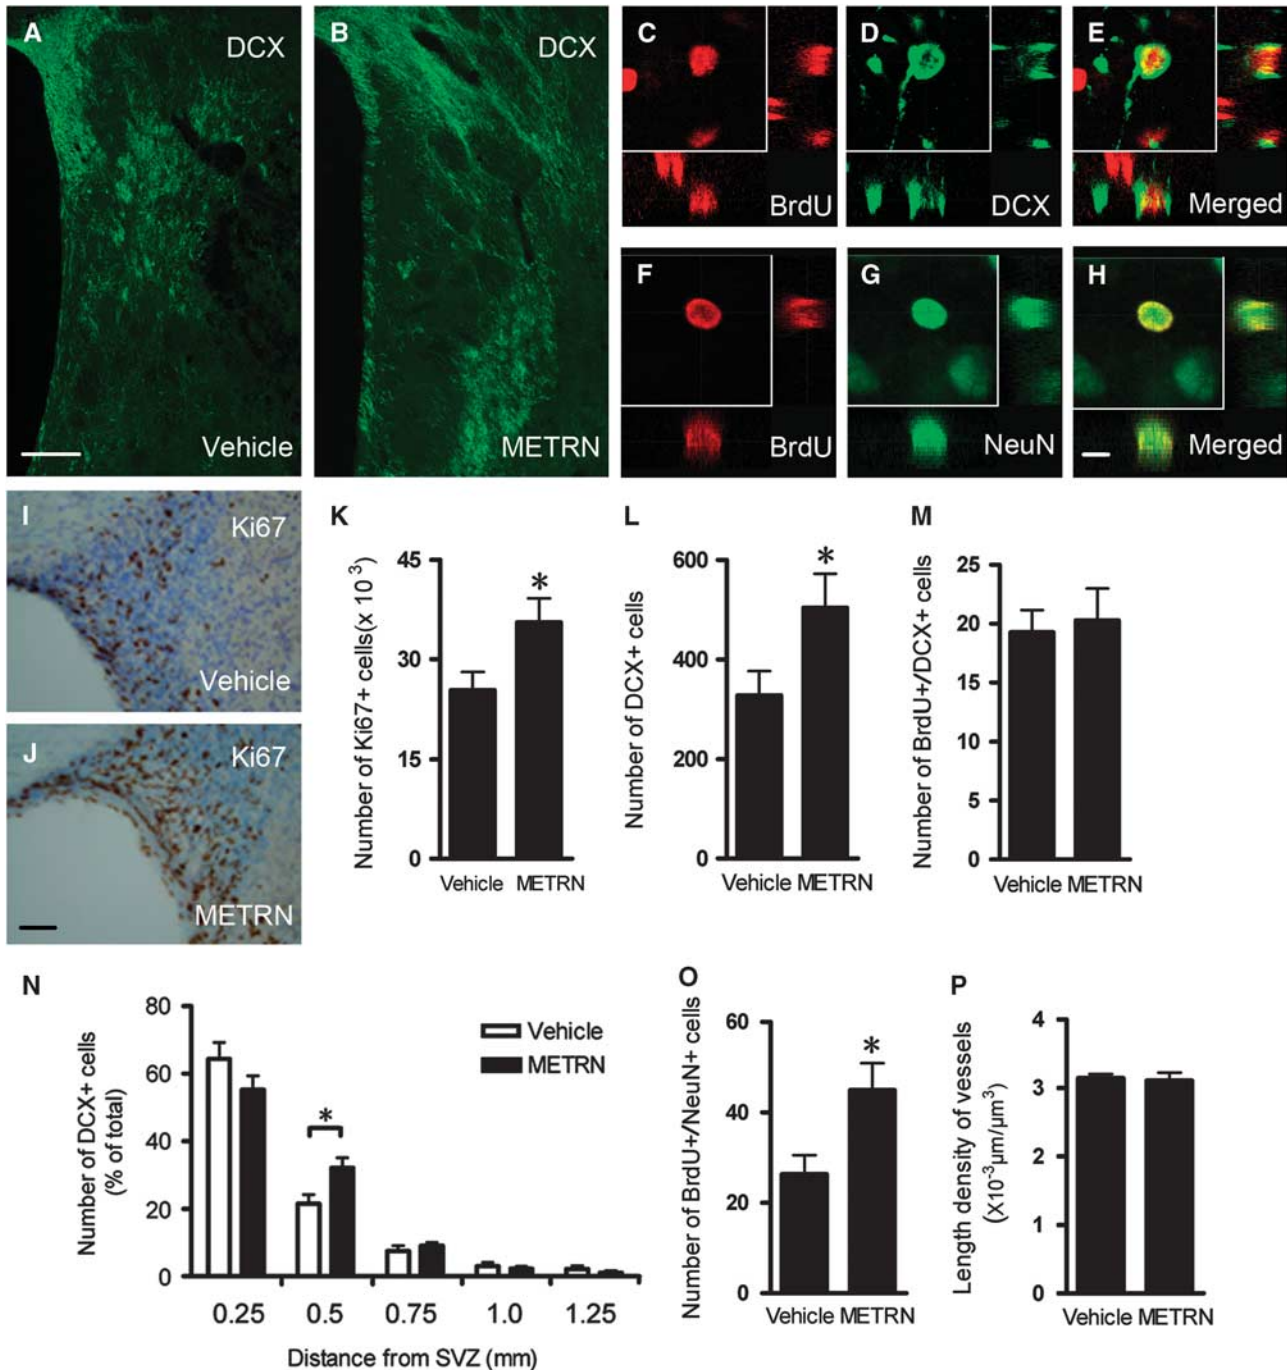 A DCX
Vehicle
B DCX
METRN
C
BrdU
D
DCX
E
Merged
F
BrdU
G
NeuN
H
Merged
I Ki67
Vehicle
J Ki67
METRN
K
Number of Ki67+ cells(x 10 3)
45
30
15
0
Vehicle METRN
*
L
Number of DCX+ cells
600
400
200
0
Vehicle METRN
*
M
Number of BrdU+/DCX+ cells
25
20
15
10
5
0
Vehicle METRN
N
Number of DCX+ cells
(% of total)
80
60
40
20
0
*
Vehicle
METRN
0.25 0.5 0.75 1.0 1.25
Distance from SVZ (mm)
O
Number of BrdU+/NeuN+ cells
60
40
20
0
*
Vehicle METRN
P
Length density of vessels
(X10-3μm/μm3)
4
3
2
1
0
Vehicle METRN